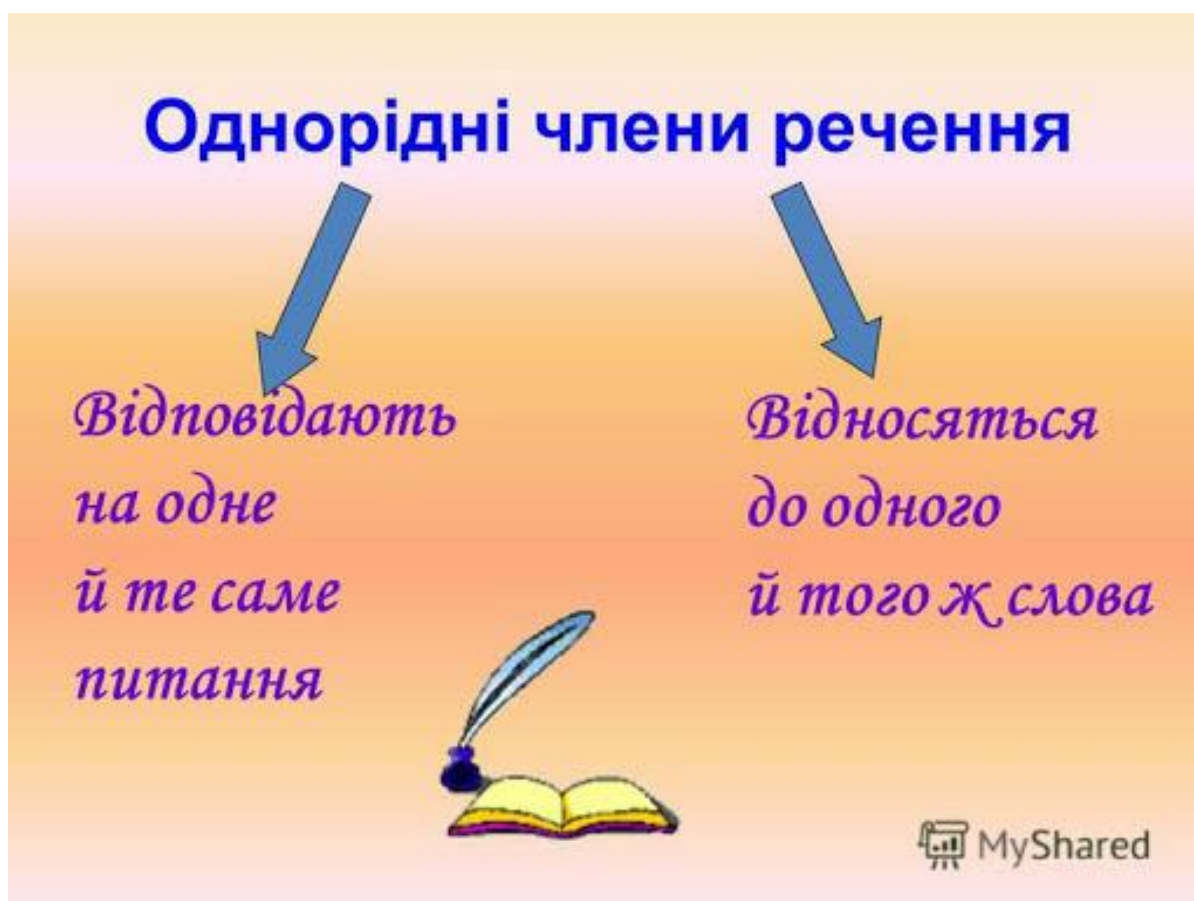 Однорідні члени речення
Відповідають
на одне
й те саме
питання
Відносяться
до одного
й того ж слова
MyShared